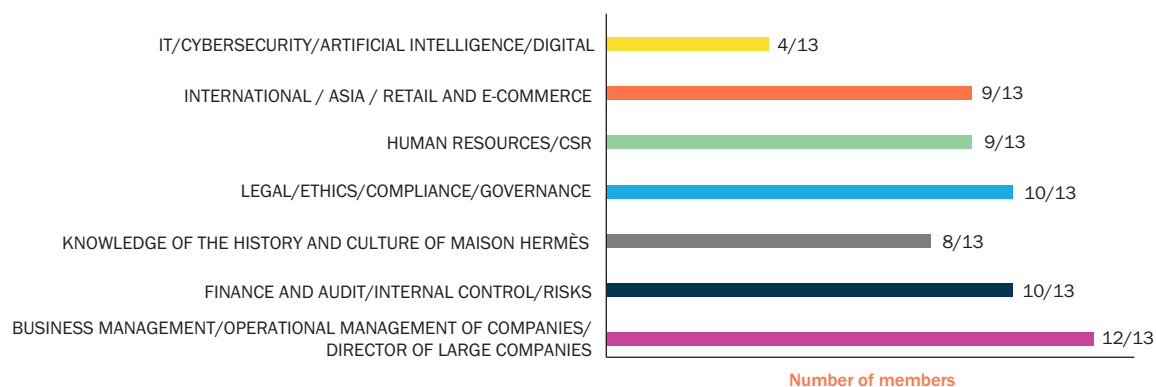 IT/CYBERSECURITY/ARTIFICIAL INTELLIGENCE/DIGITAL 4/13
INTERNATIONAL / ASIA / RETAIL AND E-COMMERCE 9/13
HUMAN RESOURCES/CSR 9/13
LEGAL/ETHICS/COMPLIANCE/GOVERNANCE 10/13
KNOWLEDGE OF THE HISTORY AND CULTURE OF MAISON HERMÈS 8/13
FINANCE AND AUDIT/INTERNAL CONTROL/RISKS 10/13
BUSINESS MANAGEMENT/OPERATIONAL MANAGEMENT OF COMPANIES/
DIRECTOR OF LARGE COMPANIES 12/13
Number of members